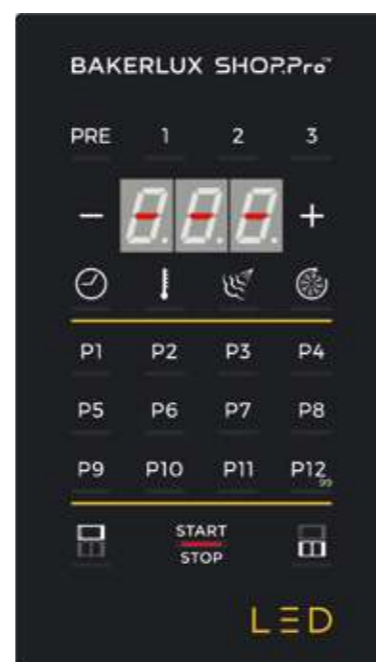 BAKERLUX SHOP.Pro™
PRE 1 2 3
− - - - +
P1 P2 P3 P4
P5 P6 P7 P8
P9 P10 P11 P12
99
START
STOP
LED